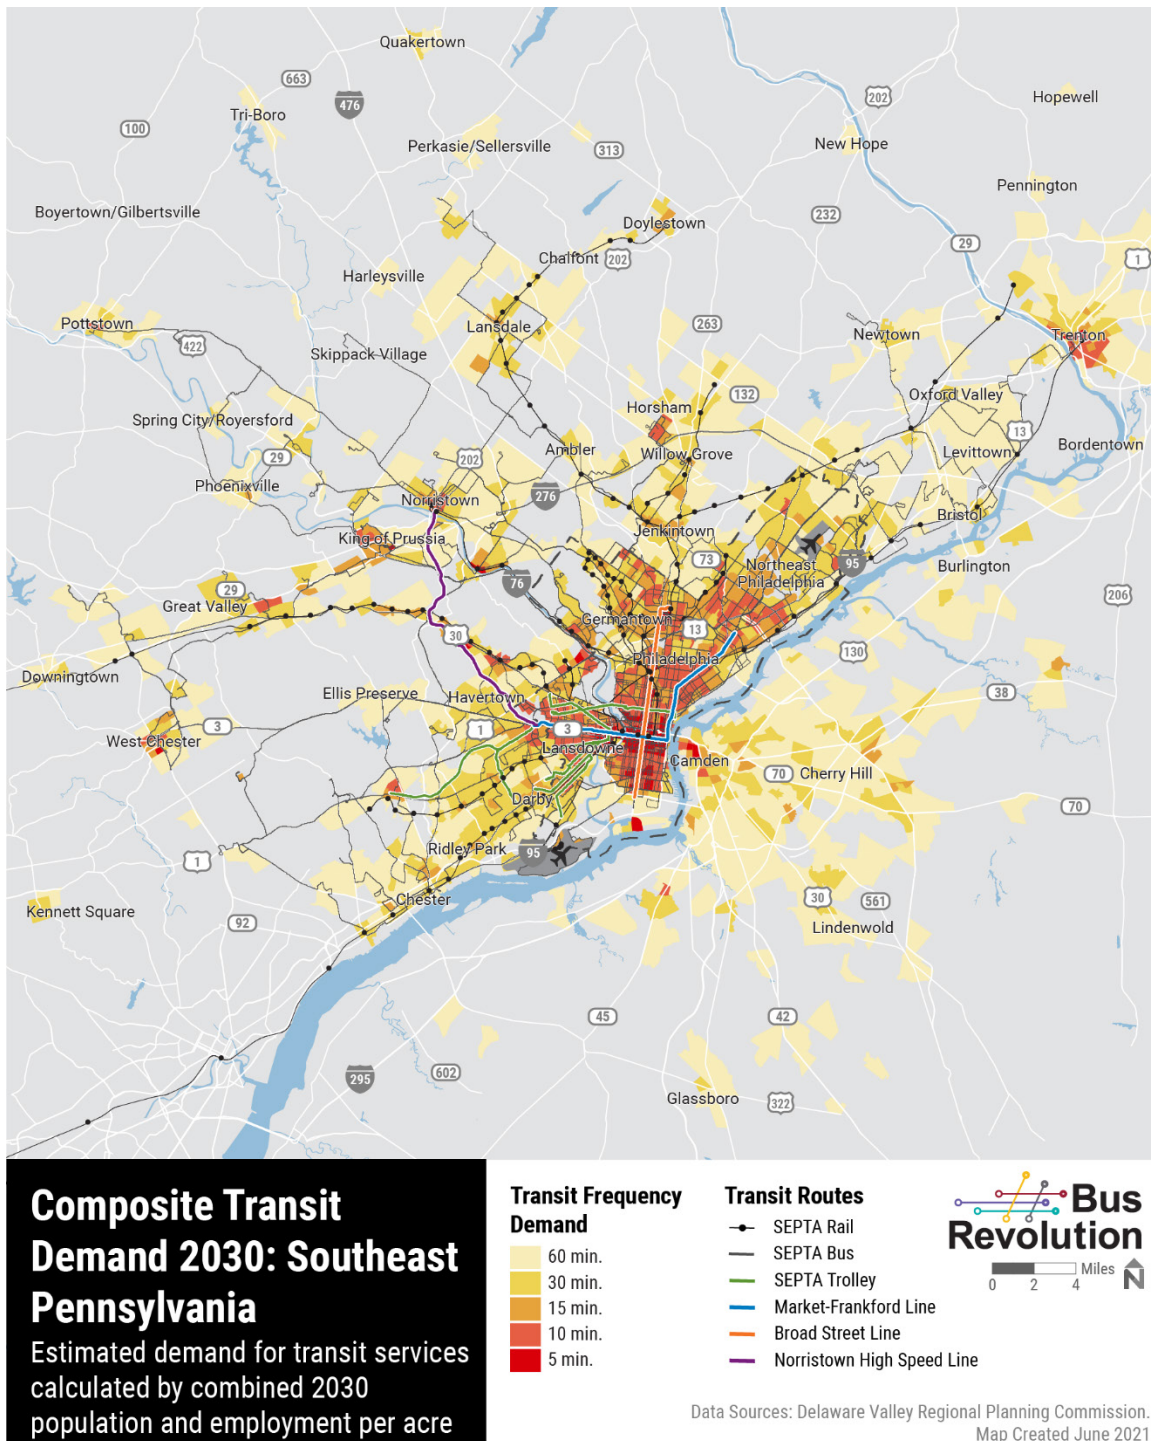 Quakertown
663
476
202
Hopewell
Tri-Boro
100
Perkasie/Sellersville
313
New Hope
Pennington
Boyertown/Gilbertsville
Doylestown
232
29
Chalfont
202
1
Harleysville
Pottstown
422
Lansdale
263
Newtown
Trenton
Skippack Village
132
Oxford Valley
Horsham
Spring City/Royersford
13
Ambler
Willow Grove
Levittown
Bordentown
29
202
Phoenixville
Norristown
276
Bristol
King of Prussia
Jenkintown
73
Northeast
Philadelphia
95
Burlington
29
76
206
Great Valley
Germantown
13
30
130
Philadelphia
Downingtown
Ellis Preserve
Havertown
38
3
1
3
West Chester
Lansdowne
Camden
70
Cherry Hill
Darby
70
1
Ridley Park
95
Chester
30
561
Kennett Square
92
Lindenwold
45
42
602
295
Glassboro
322
Composite Transit
Demand 2030: Southeast
Pennsylvania
Estimated demand for transit services
calculated by combined 2030
population and employment per acre
Transit Frequency
Demand
60 min.
30 min.
15 min.
10 min.
5 min.
Transit Routes
SEPTA Rail
SEPTA Bus
SEPTA Trolley
Market-Frankford Line
Broad Street Line
Norristown High Speed Line
Bus
Revolution
Miles
0 2 4
N
Data Sources: Delaware Valley Regional Planning Commission.
Map Created June 2021